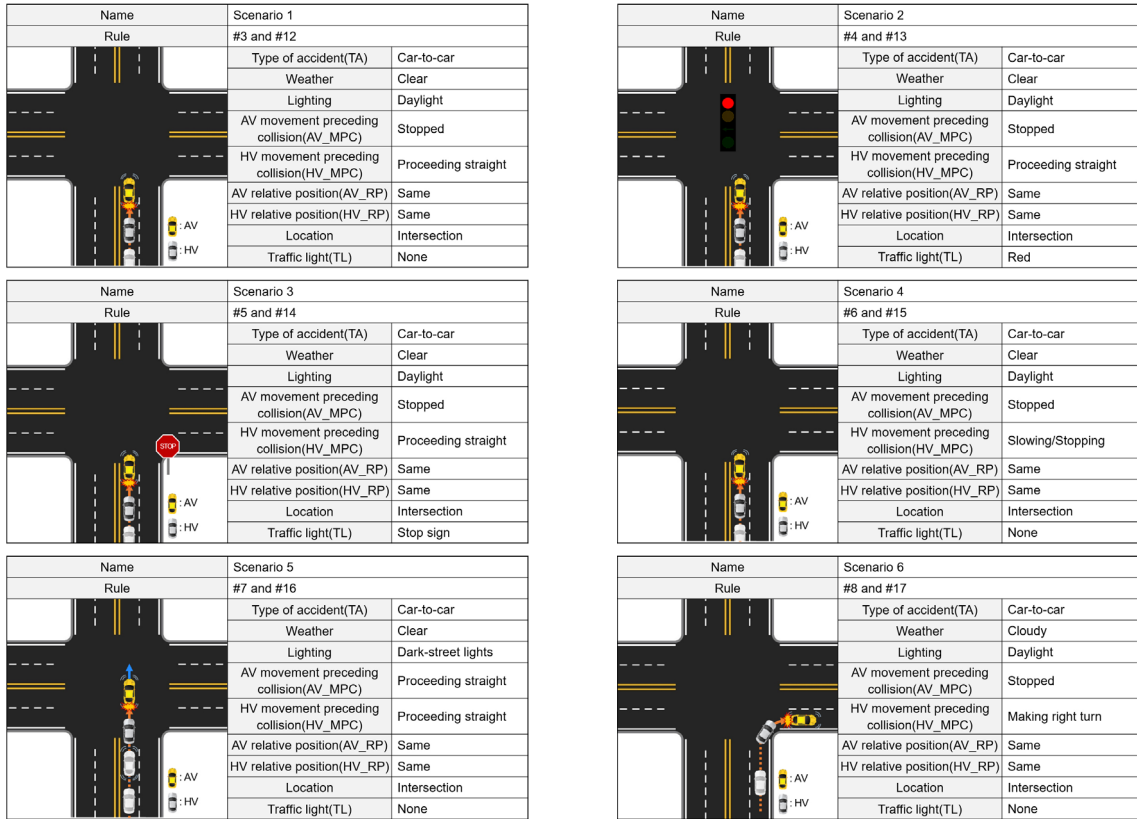 Name Scenario 1
Rule #3 and #12
Type of accident(TA) Car-to-car
Weather Clear
Lighting Daylight
AV movement preceding
collision(AV_MPC) Stopped
HV movement preceding
collision(HV_MPC) Proceeding straight
AV relative position(AV_RP) Same
HV relative position(HV_RP) Same
Location Intersection
Traffic light(TL) None
: AV
: HV
Name Scenario 2
Rule #4 and #13
Type of accident(TA) Car-to-car
Weather Clear
Lighting Daylight
AV movement preceding
collision(AV_MPC) Stopped
HV movement preceding
collision(HV_MPC) Proceeding straight
AV relative position(AV_RP) Same
HV relative position(HV_RP) Same
Location Intersection
Traffic light(TL) Red
: AV
: HV
Name Scenario 3
Rule #5 and #14
Type of accident(TA) Car-to-car
Weather Clear
Lighting Daylight
AV movement preceding
collision(AV_MPC) Stopped
HV movement preceding
collision(HV_MPC) Proceeding straight
AV relative position(AV_RP) Same
HV relative position(HV_RP) Same
Location Intersection
Traffic light(TL) Stop sign
STOP
: AV
: HV
Name Scenario 4
Rule #6 and #15
Type of accident(TA) Car-to-car
Weather Clear
Lighting Daylight
AV movement preceding
collision(AV_MPC) Stopped
HV movement preceding
collision(HV_MPC) Slowing/Stopping
AV relative position(AV_RP) Same
HV relative position(HV_RP) Same
Location Intersection
Traffic light(TL) None
: AV
: HV
Name Scenario 5
Rule #7 and #16
Type of accident(TA) Car-to-car
Weather Clear
Lighting Dark-street lights
AV movement preceding
collision(AV_MPC) Proceeding straight
HV movement preceding
collision(HV_MPC) Proceeding straight
AV relative position(AV_RP) Same
HV relative position(HV_RP) Same
Location Intersection
Traffic light(TL) None
: AV
: HV
Name Scenario 6
Rule #8 and #17
Type of accident(TA) Car-to-car
Weather Cloudy
Lighting Daylight
AV movement preceding
collision(AV_MPC) Stopped
HV movement preceding
collision(HV_MPC) Making right turn
AV relative position(AV_RP) Same
HV relative position(HV_RP) Same
Location Intersection
Traffic light(TL) None
: AV
: HV